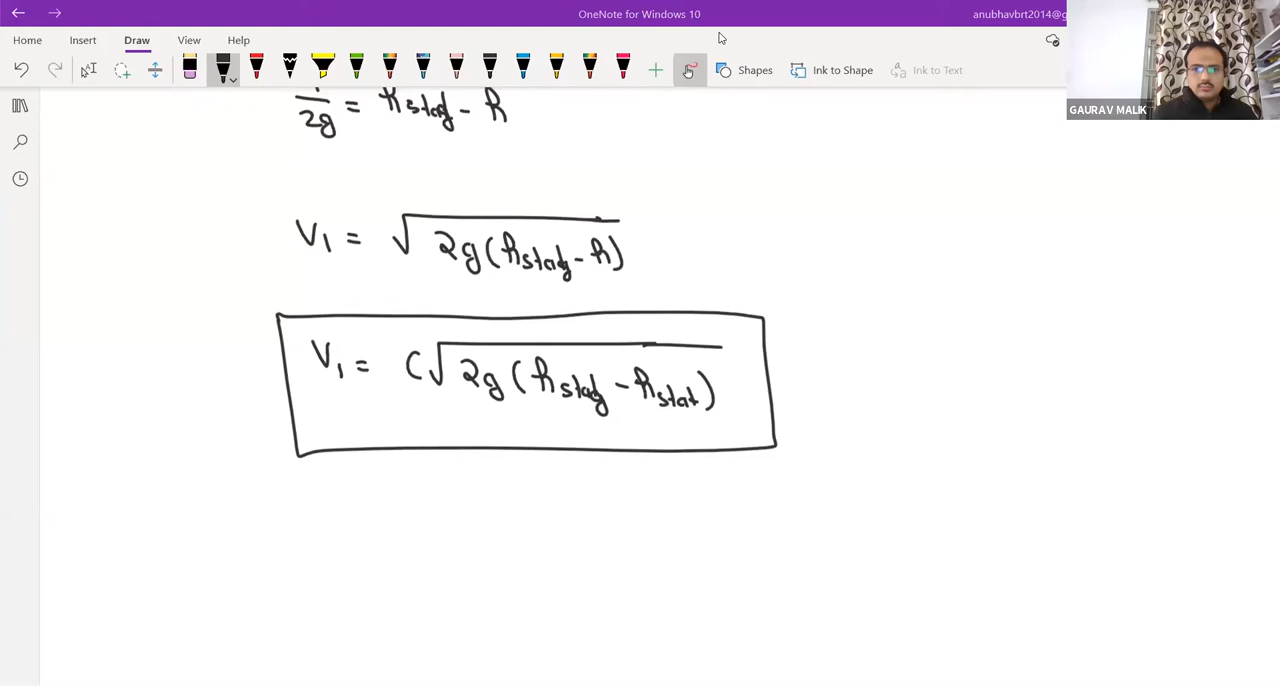 OneNote for Windows 10
anubhavbrt2014@g
Home Insert Draw View Help
Shapes Ink to Shape Ink to Text
GAURAV MALIK
/2g = hstag - h
V1 = √2g(hstag - h)
V1 = C√2g(hstag - hstat)